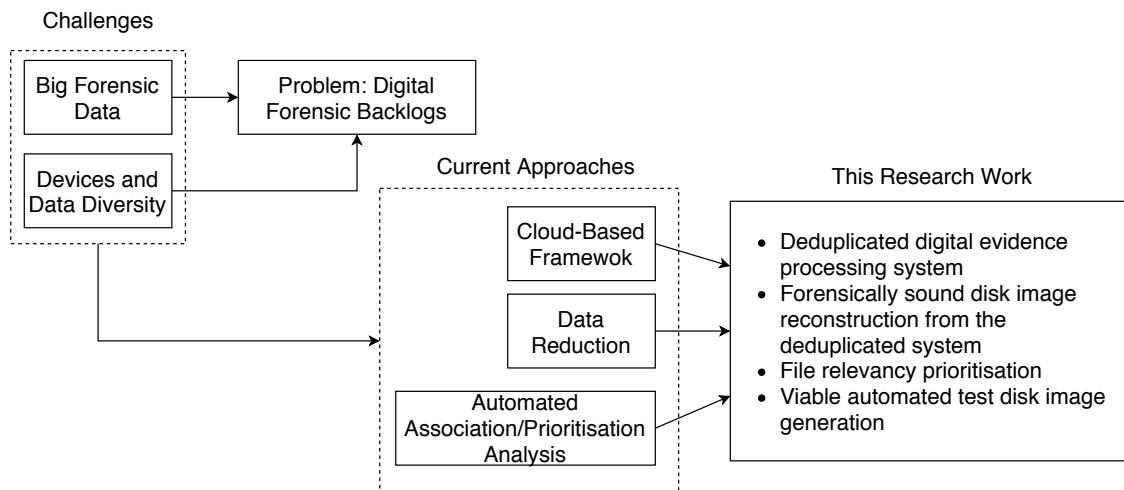 Challenges
Big Forensic
Data
Problem: Digital
Forensic Backlogs
Devices and
Data Diversity
Current Approaches
Cloud-Based
Framewok
Data
Reduction
Automated
Association/Prioritisation
Analysis
This Research Work
• Deduplicated digital evidence
processing system
• Forensically sound disk image
reconstruction from the
deduplicated system
• File relevancy prioritisation
• Viable automated test disk image
generation